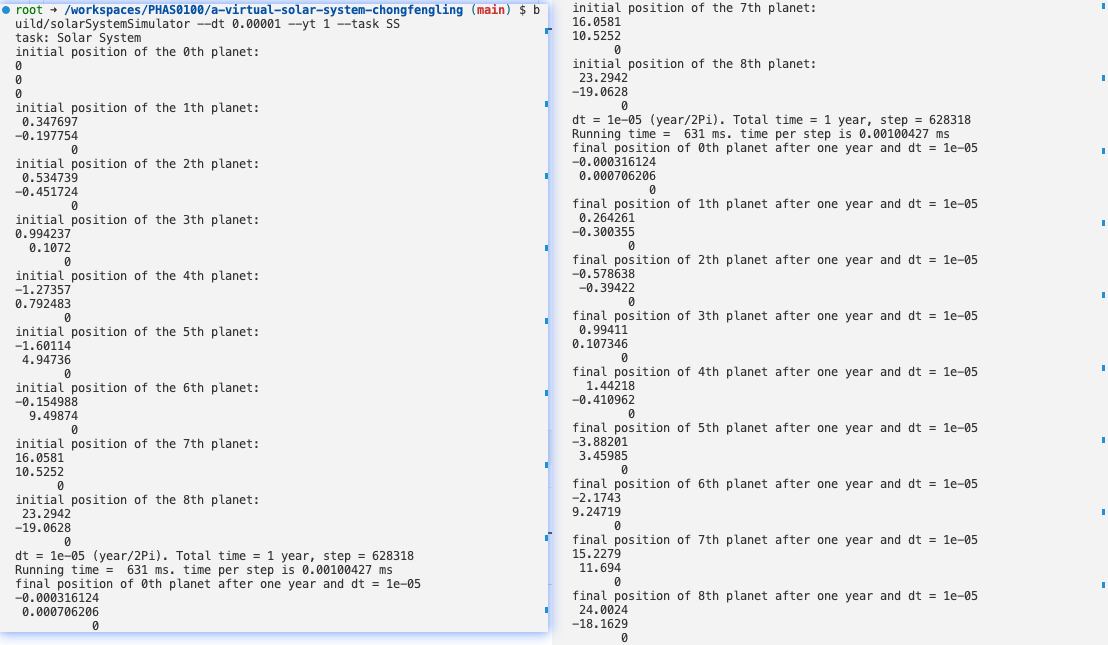 root → /workspaces/PHAS0100/a-virtual-solar-system-chongfengling (main) $ b
uild/solarSystemSimulator --dt 0.00001 --yt 1 --task SS
task: Solar System
initial position of the 0th planet:
0
0
0
initial position of the 1th planet:
0.347697
-0.197754
0
initial position of the 2th planet:
0.534739
-0.451724
0
initial position of the 3th planet:
0.994237
0.1072
0
initial position of the 4th planet:
-1.27357
0.792483
0
initial position of the 5th planet:
-1.60114
4.94736
0
initial position of the 6th planet:
-0.154988
9.49874
0
initial position of the 7th planet:
16.0581
10.5252
0
initial position of the 8th planet:
23.2942
-19.0628
0
dt = 1e-05 (year/2Pi). Total time = 1 year, step = 628318
Running time =  631 ms. time per step is 0.00100427 ms
final position of 0th planet after one year and dt = 1e-05
-0.000316124
0.000706206
0
initial position of the 7th planet:
16.0581
10.5252
0
initial position of the 8th planet:
23.2942
-19.0628
0
dt = 1e-05 (year/2Pi). Total time = 1 year, step = 628318
Running time =  631 ms. time per step is 0.00100427 ms
final position of 0th planet after one year and dt = 1e-05
-0.000316124
0.000706206
0
final position of 1th planet after one year and dt = 1e-05
0.264261
-0.300355
0
final position of 2th planet after one year and dt = 1e-05
-0.578638
-0.39422
0
final position of 3th planet after one year and dt = 1e-05
0.99411
0.107346
0
final position of 4th planet after one year and dt = 1e-05
1.44218
-0.410962
0
final position of 5th planet after one year and dt = 1e-05
-3.88201
3.45985
0
final position of 6th planet after one year and dt = 1e-05
-2.1743
9.24719
0
final position of 7th planet after one year and dt = 1e-05
15.2279
11.694
0
final position of 8th planet after one year and dt = 1e-05
24.0024
-18.1629
0